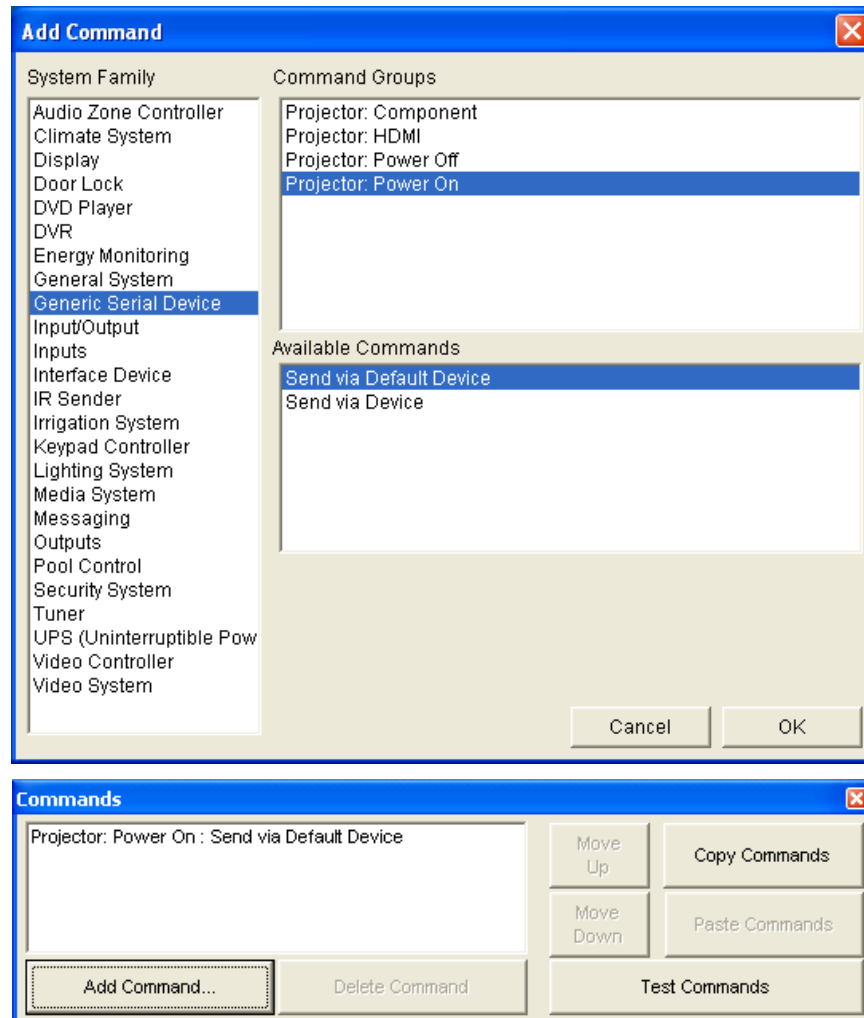 Add Command
System Family
Command Groups
Audio Zone Controller
Climate System
Display
Door Lock
DVD Player
DVR
Energy Monitoring
General System
Generic Serial Device
Input/Output
Inputs
Interface Device
IR Sender
Irrigation System
Keypad Controller
Lighting System
Media System
Messaging
Outputs
Pool Control
Security System
Tuner
UPS (Uninterruptible Pow
Video Controller
Video System
Projector: Component
Projector: HDMI
Projector: Power Off
Projector: Power On
Available Commands
Send via Default Device
Send via Device
Cancel
OK
Commands
Projector: Power On : Send via Default Device
Move
Up
Copy Commands
Move
Down
Paste Commands
Add Command...
Delete Command
Test Commands